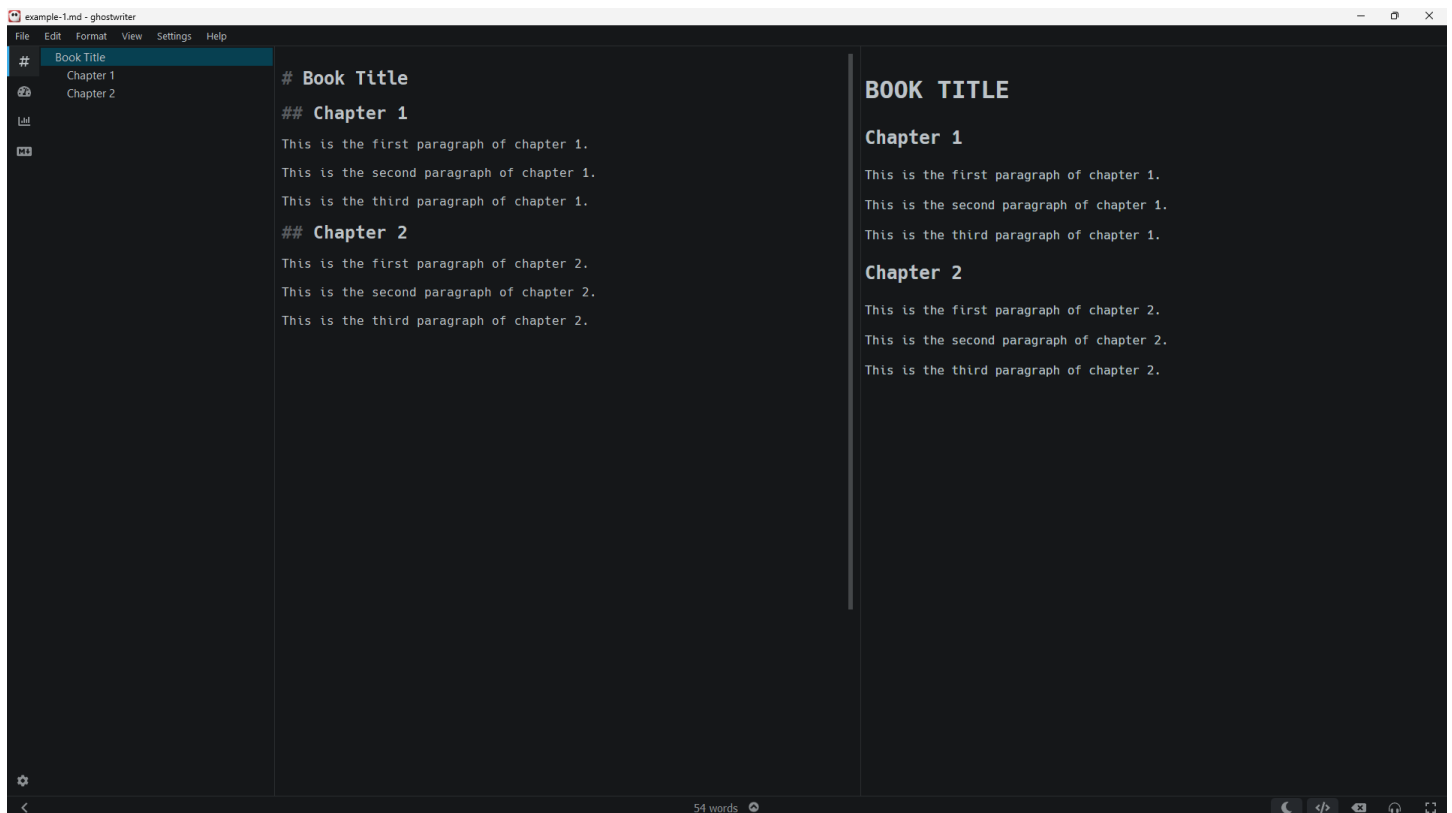 example-1.md - ghostwriter
File Edit Format View Settings Help
Book Title
Chapter 1
Chapter 2
# Book Title
## Chapter 1
This is the first paragraph of chapter 1.
This is the second paragraph of chapter 1.
This is the third paragraph of chapter 1.
## Chapter 2
This is the first paragraph of chapter 2.
This is the second paragraph of chapter 2.
This is the third paragraph of chapter 2.
BOOK TITLE
Chapter 1
This is the first paragraph of chapter 1.
This is the second paragraph of chapter 1.
This is the third paragraph of chapter 1.
Chapter 2
This is the first paragraph of chapter 2.
This is the second paragraph of chapter 2.
This is the third paragraph of chapter 2.
54 words